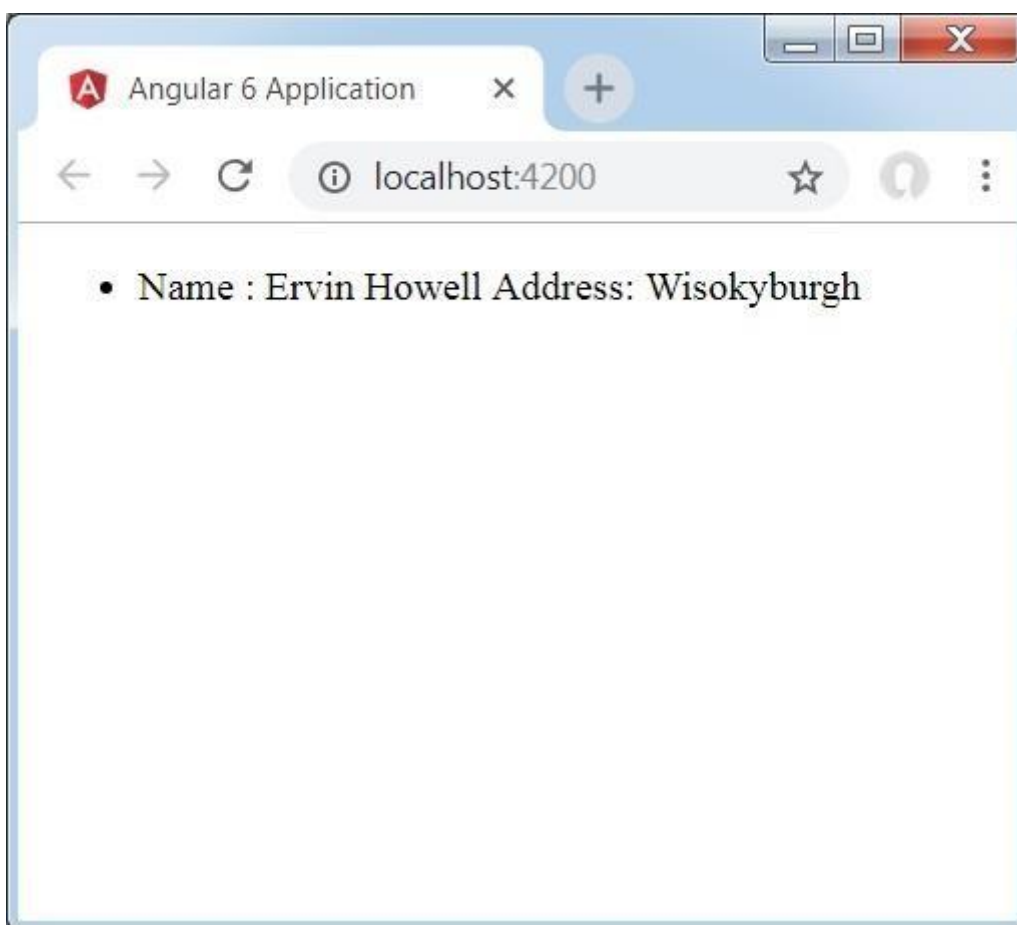 Angular 6 Application
localhost:4200
• Name : Ervin Howell Address: Wisokyburgh